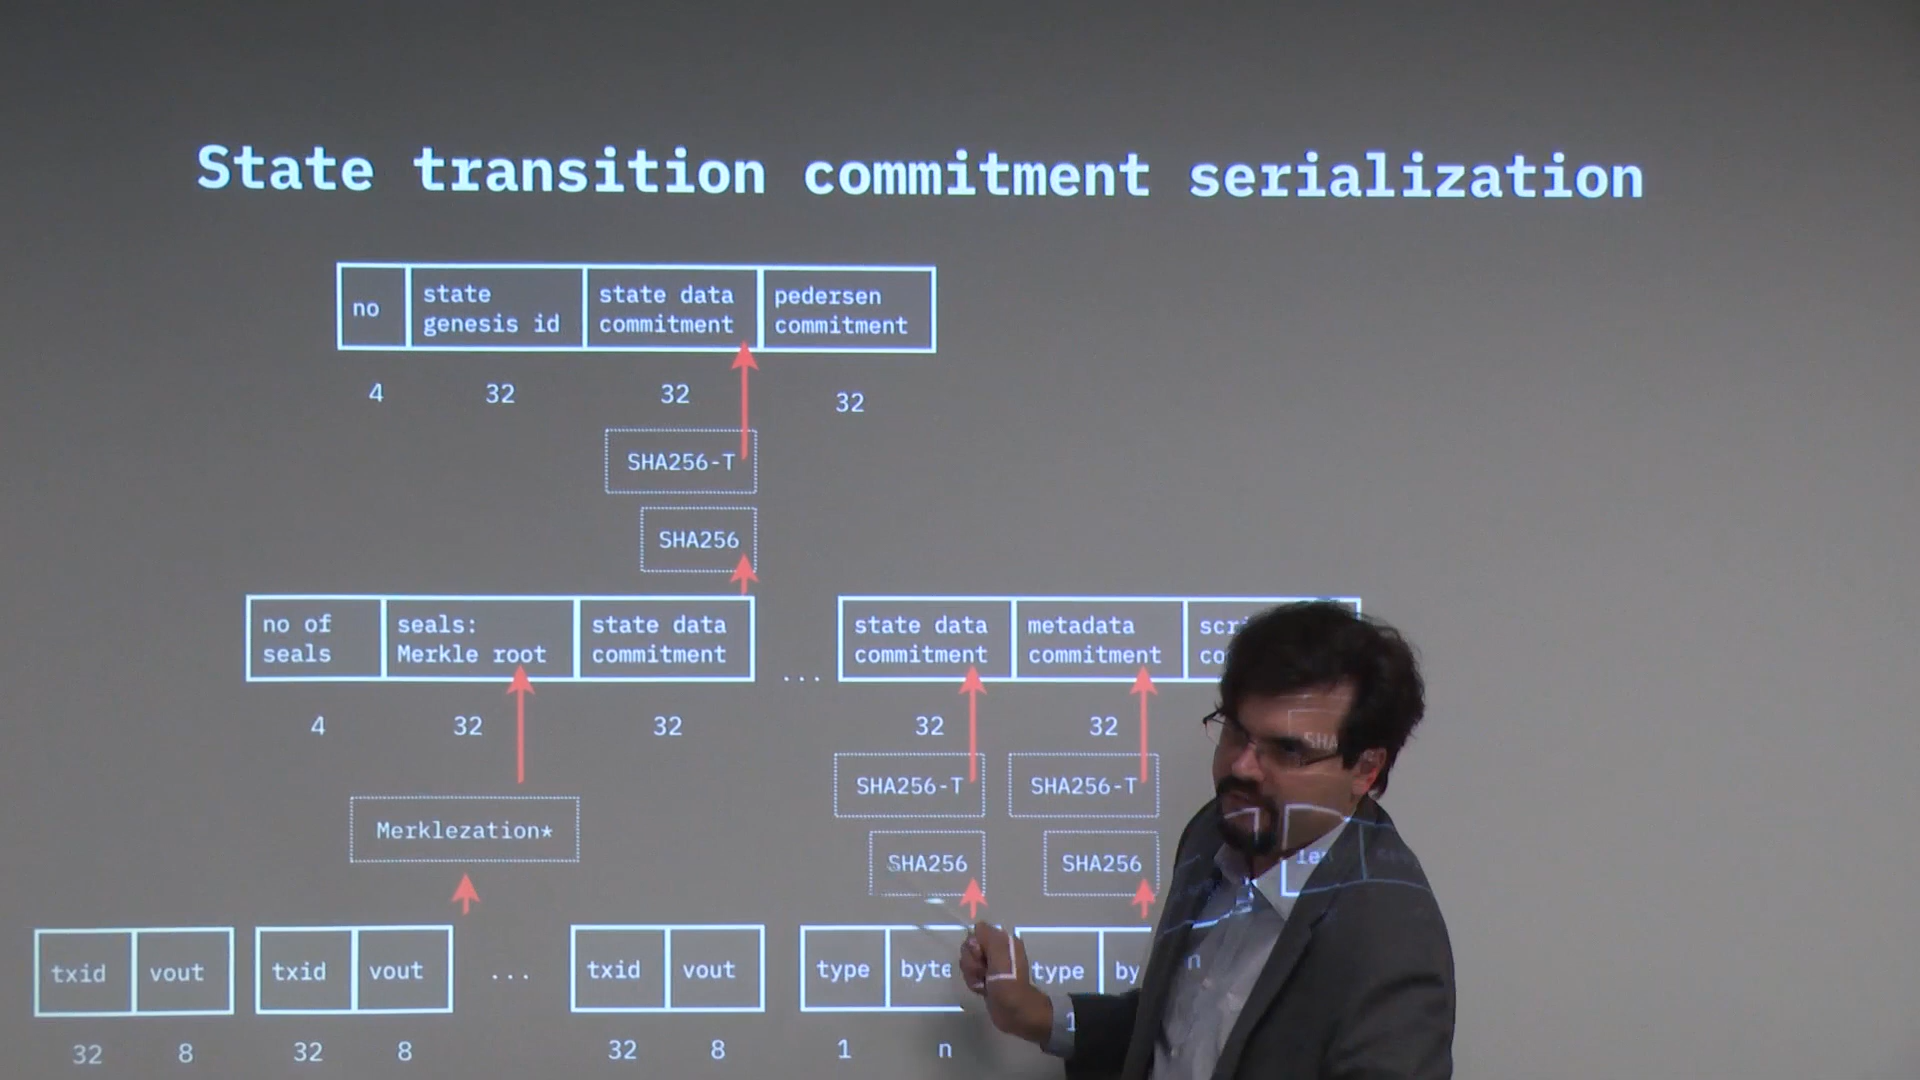 State transition commitment serialization
no
state
genesis id
state data
commitment
pedersen
commitment
4
32
32
32
SHA256-T
SHA256
no of
seals
seals:
Merkle root
state data
commitment
...
state data
commitment
metadata
commitment
4
32
32
32
32
SHA
Merklezation*
SHA256-T
SHA256-T
SHA256
SHA256
txid
vout
txid
vout
...
txid
vout
type
byte
type
by
n
32
8
32
8
32
8
1
n
1